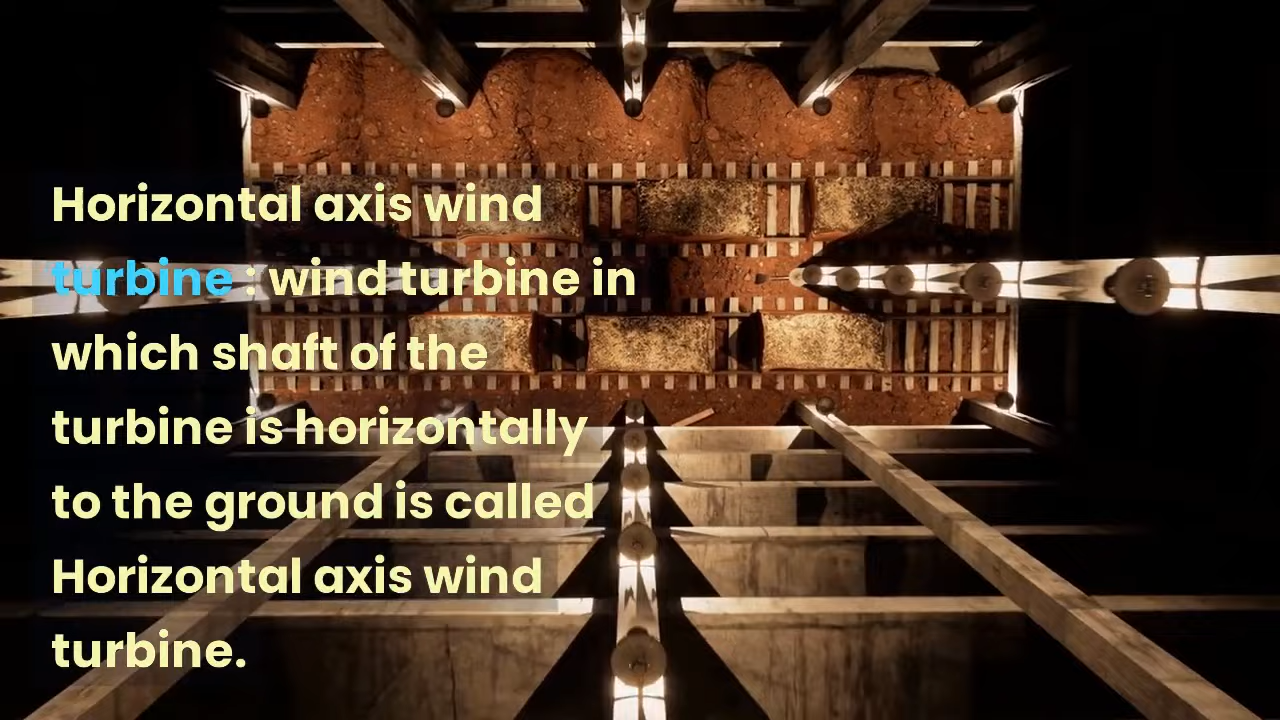 Horizontal axis wind
turbine : wind turbine in
which shaft of the
turbine is horizontally
to the ground is called
Horizontal axis wind
turbine.